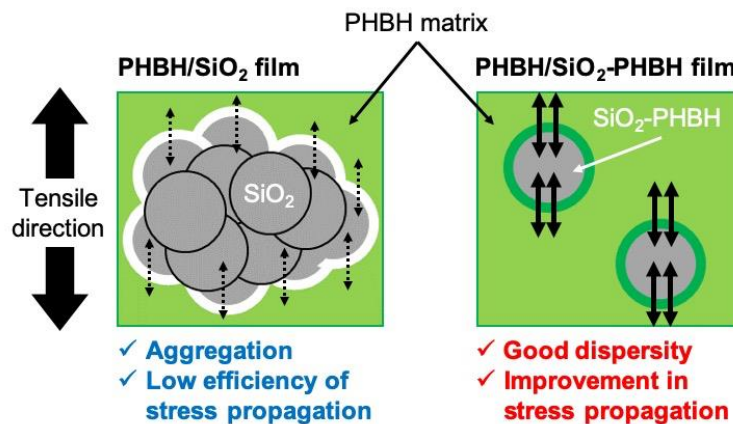 PHBH matrix
PHBH/SiO₂ film
PHBH/SiO₂-PHBH film
Tensile
direction
SiO₂
SiO₂-PHBH
✓ Aggregation
✓ Low efficiency of
stress propagation
✓ Good dispersity
✓ Improvement in
stress propagation